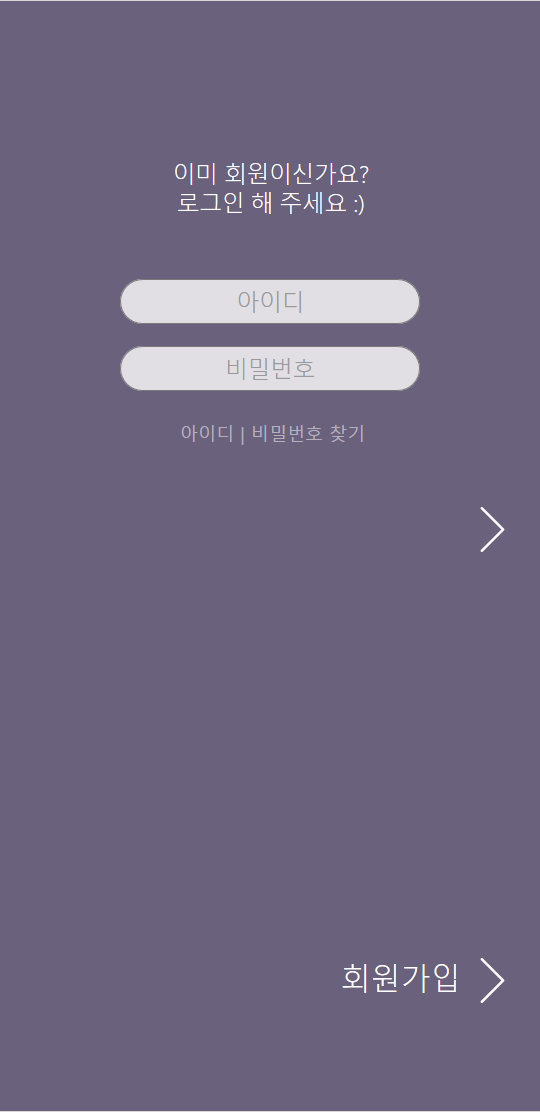 이미 회원이신가요?
로그인 해 주세요 :)
아이디
비밀번호
아이디 | 비밀번호 찾기
회원가입